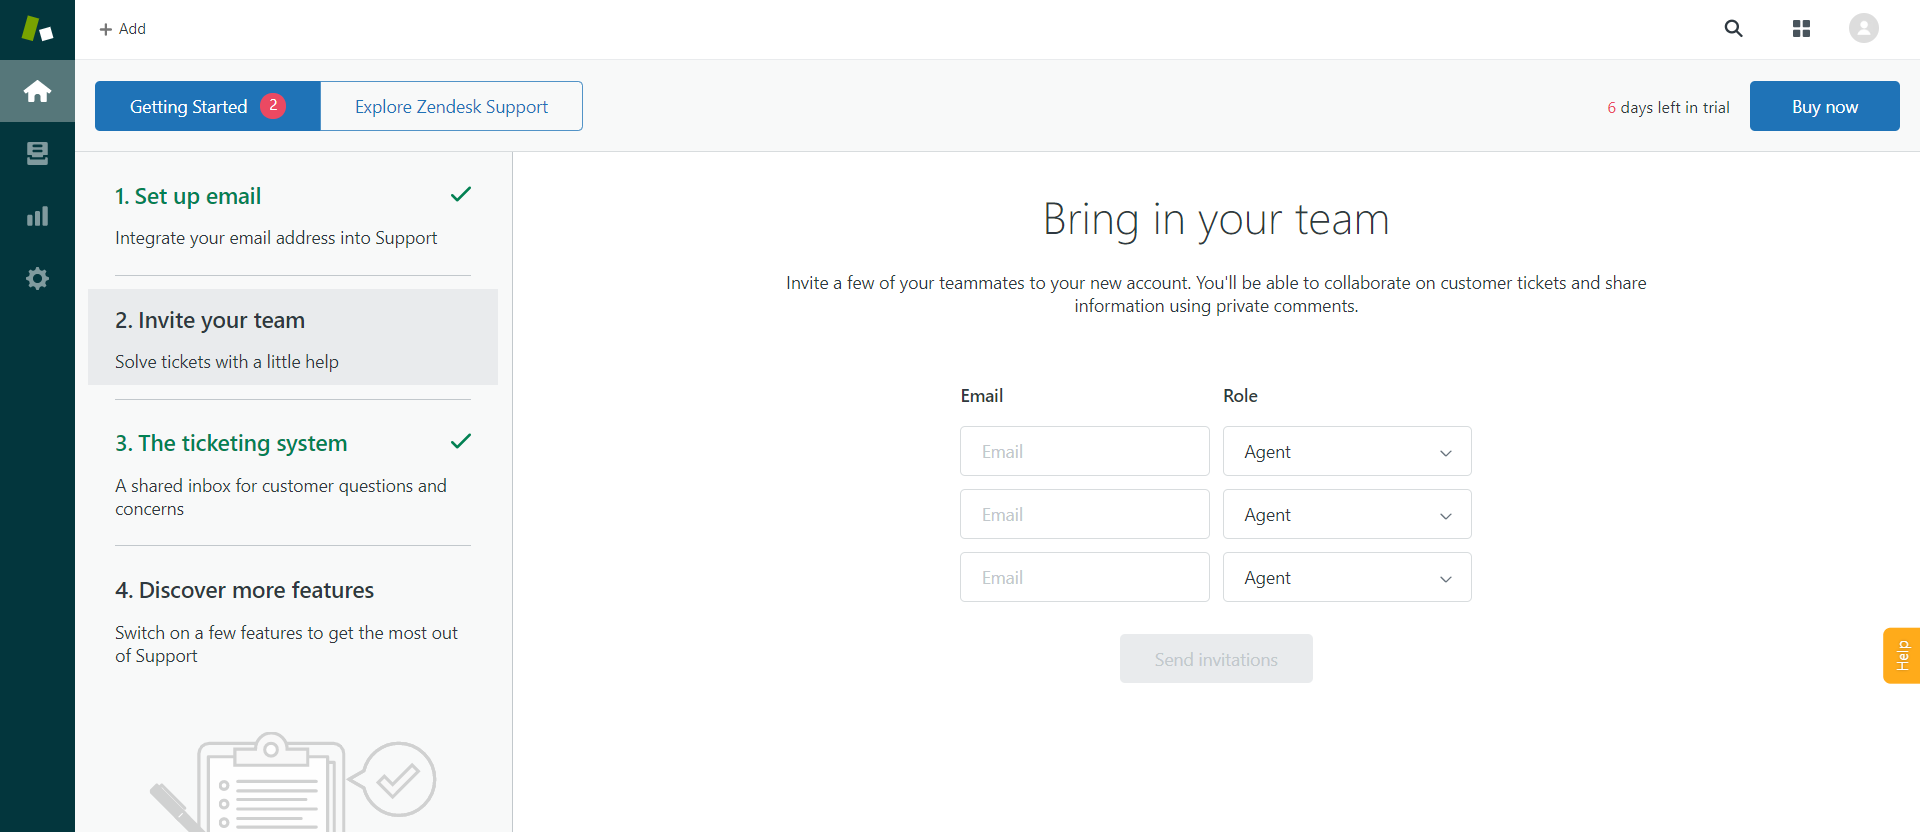 Add
Getting Started 2
Explore Zendesk Support
6 days left in trial
Buy now
1. Set up email
Integrate your email address into Support
2. Invite your team
Solve tickets with a little help
3. The ticketing system
A shared inbox for customer questions and
concerns
4. Discover more features
Switch on a few features to get the most out
of Support
Bring in your team
Invite a few of your teammates to your new account. You'll be able to collaborate on customer tickets and share
information using private comments.
Email Role
Email Agent
Email Agent
Email Agent
Send invitations
Help